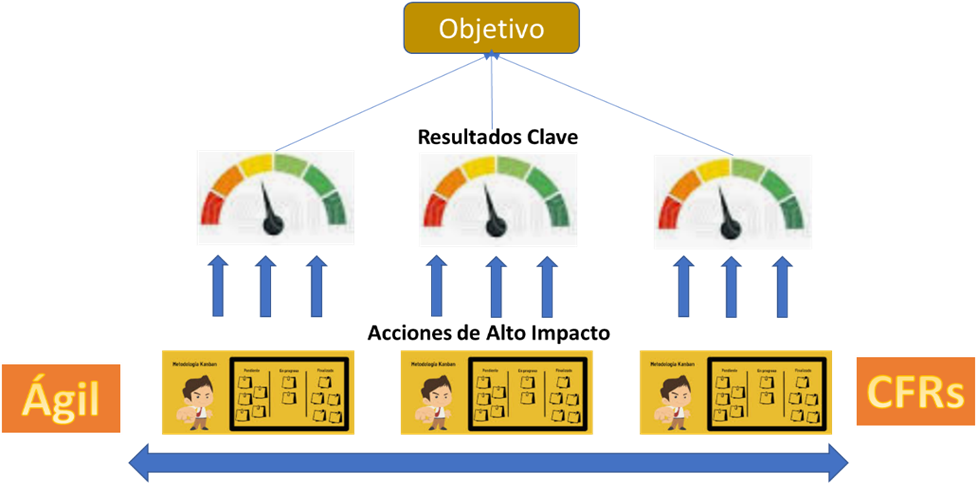 Objetivo
Resultados Clave
Acciones de Alto Impacto
Ágil
Metodología Kanban
Pendiente
En progreso
Finalizado
Metodología Kanban
Pendiente
En progreso
Finalizado
Metodología Kanban
Pendiente
En progreso
Finalizado
CFRs